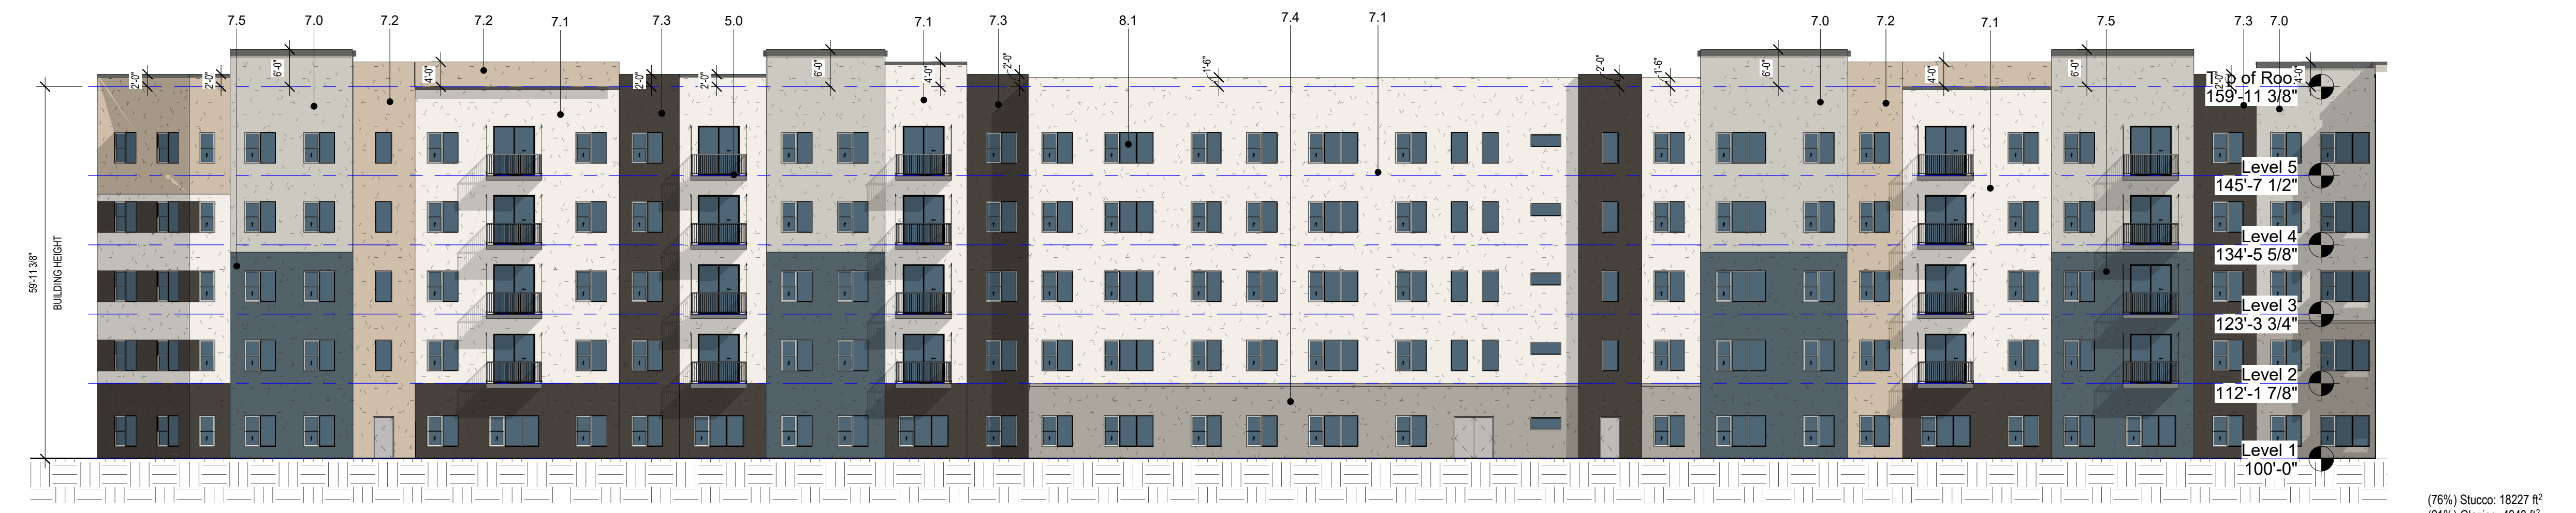 7.5 7.0 7.2 7.2 7.1 7.3 5.0 7.1 7.3 8.1 7.4 7.1 7.0 7.2 7.1 7.5 7.3 7.0
2'-0" 2'-0" 6'-0" 4'-0" 2'-0" 2'-0" 6'-0" 4'-0" 2'-0" 1'-6" 2'-0" 1'-6" 6'-0" 4'-0" 6'-0" 2'-0" 4'-0"
59'-11 3/8"
BUILDING HEIGHT
of Roo
159'-11 3/8"
Level 5
145'-7 1/2"
Level 4
134'-5 5/8"
Level 3
123'-3 3/4"
Level 2
112'-1 7/8"
Level 1
100'-0"
(76%) Stucco: 18227 ft²